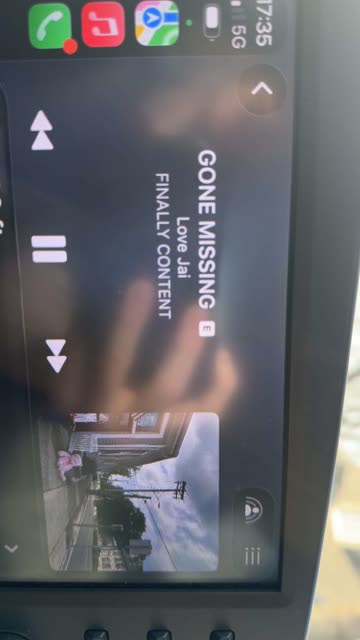 17:35
5G
GONE MISSING E
Love Jai
FINALLY CONTENT